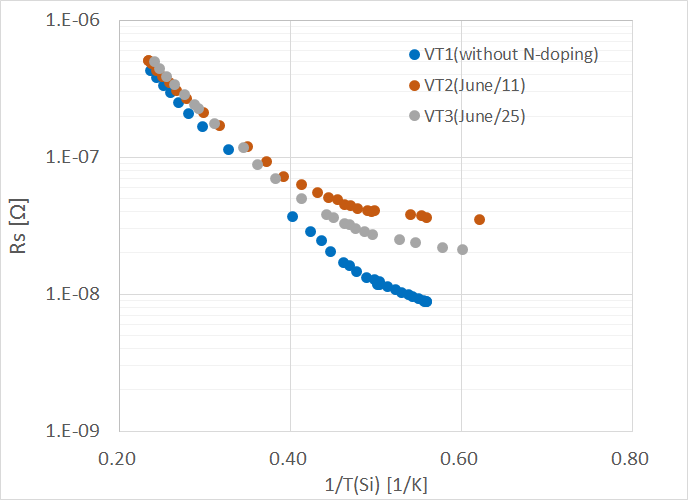 1.E-06
VT1(without N-doping)
VT2(June/11)
VT3(June/25)
1.E-07
Rs [Ω]
1.E-08
1.E-09
0.20 0.40 0.60 0.80
1/T(Si) [1/K]